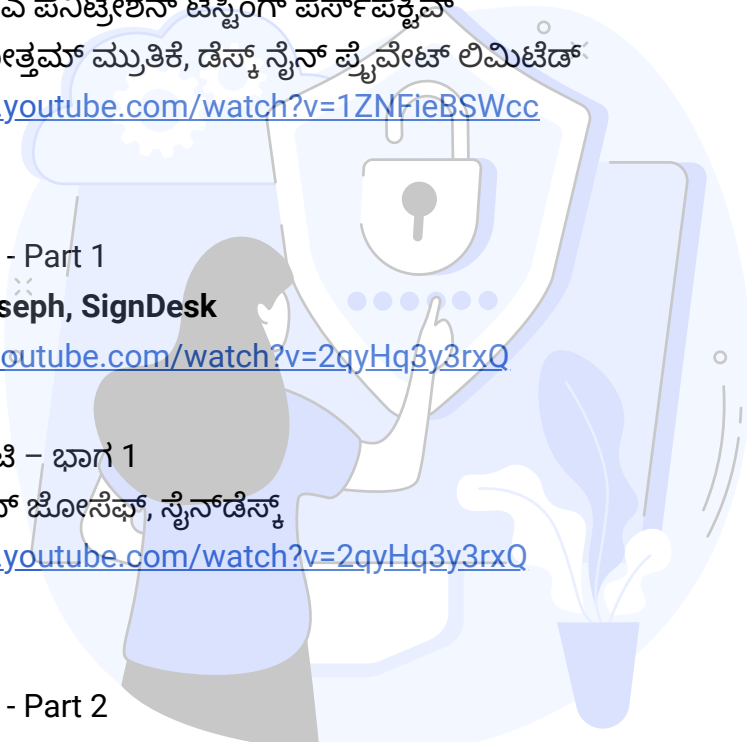 ಪೆನಿಟ್ರೇಶನ್ ಟೆಸ್ಟಿಂಗ್ ಪರ್ಸ್‌ಪೆಕ್ಟಿವ್
ಮ್ರುತಿಕೆ, ಡೆಸ್ಕ್ ನೈನ್ ಪ್ರೈವೇಟ್ ಲಿಮಿಟೆಡ್
.youtube.com/watch?v=1ZNFieBSWcc
- Part 1
seph, SignDesk
outube.com/watch?v=2qyHq3y3rxQ
– ಭಾಗ 1
ಜೋಸೆಫ್, ಸೈನ್‌ಡೆಸ್ಕ್
.youtube.com/watch?v=2qyHq3y3rxQ
- Part 2